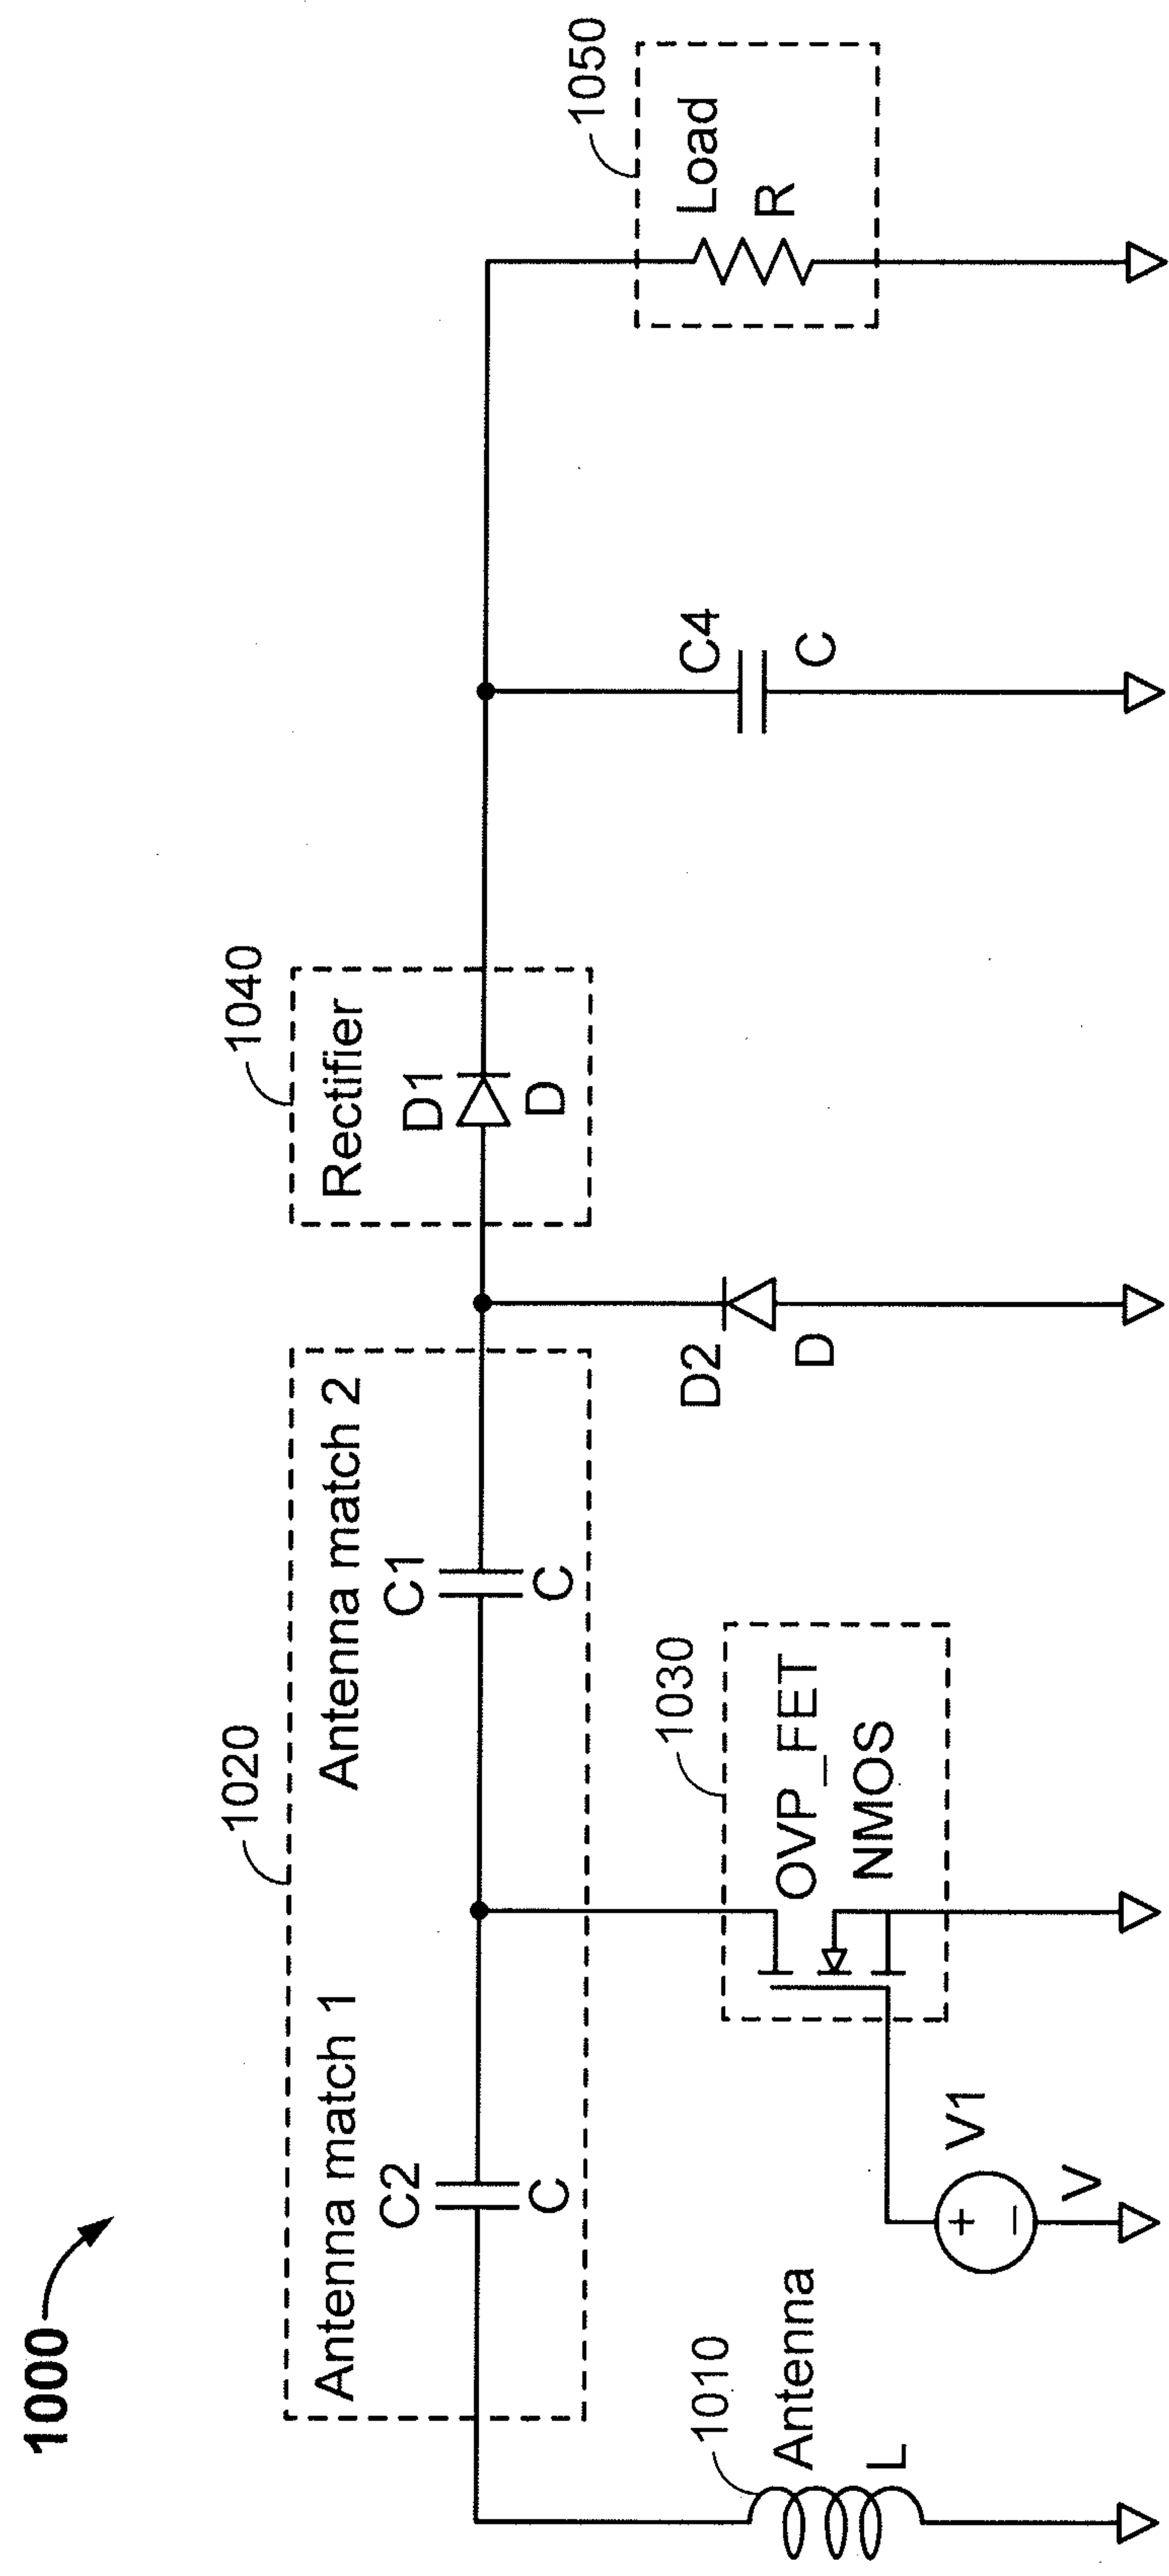 1000
1020
Antenna match 1
Antenna match 2
C2
C
C1
C
1040
Rectifier
D1
D
1010
Antenna
L
V1
+
−
V
1030
OVP_FET
NMOS
D2
D
C4
C
1050
Load
R